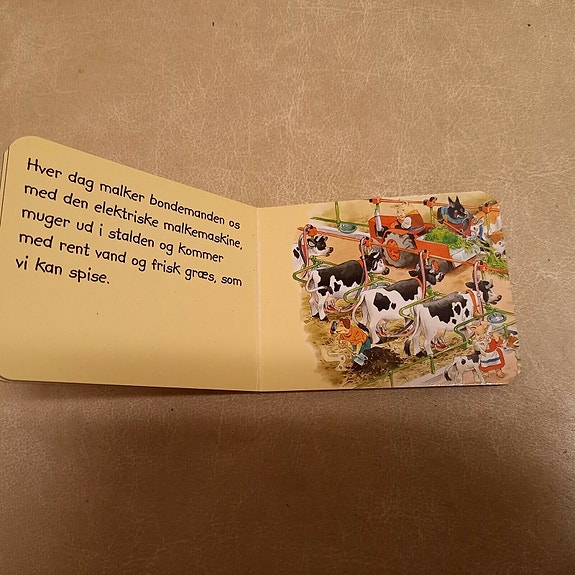 Hver dag malker bondemanden os
med den elektriske malkemaskine,
muger ud i stalden og kommer
med rent vand og frisk græs, som
vi kan spise.